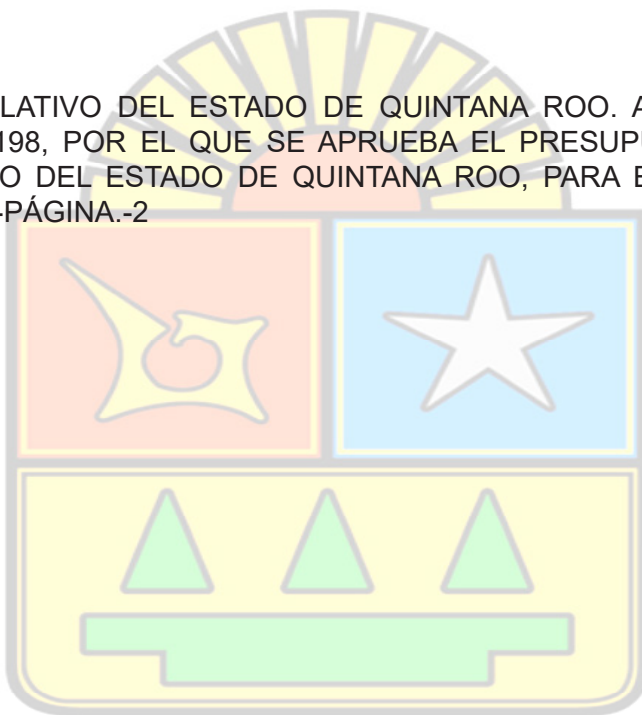 LATIVO DEL ESTADO DE QUINTANA ROO. A
198, POR EL QUE SE APRUEBA EL PRESUPU
O DEL ESTADO DE QUINTANA ROO, PARA E
-PÁGINA.-2